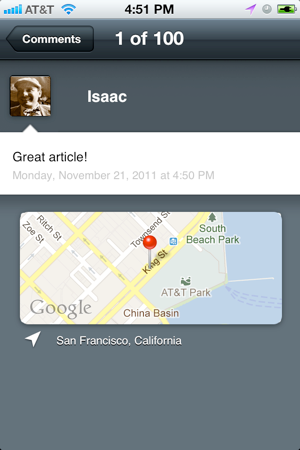 AT&T 4:51 PM
Comments 1 of 100
Isaac
Great article!
Monday, November 21, 2011 at 4:50 PM
Ritch St
Zoe St
Townsend St
South
Beach Park
King St
AT&T Park
Google
China Basin
San Francisco, California